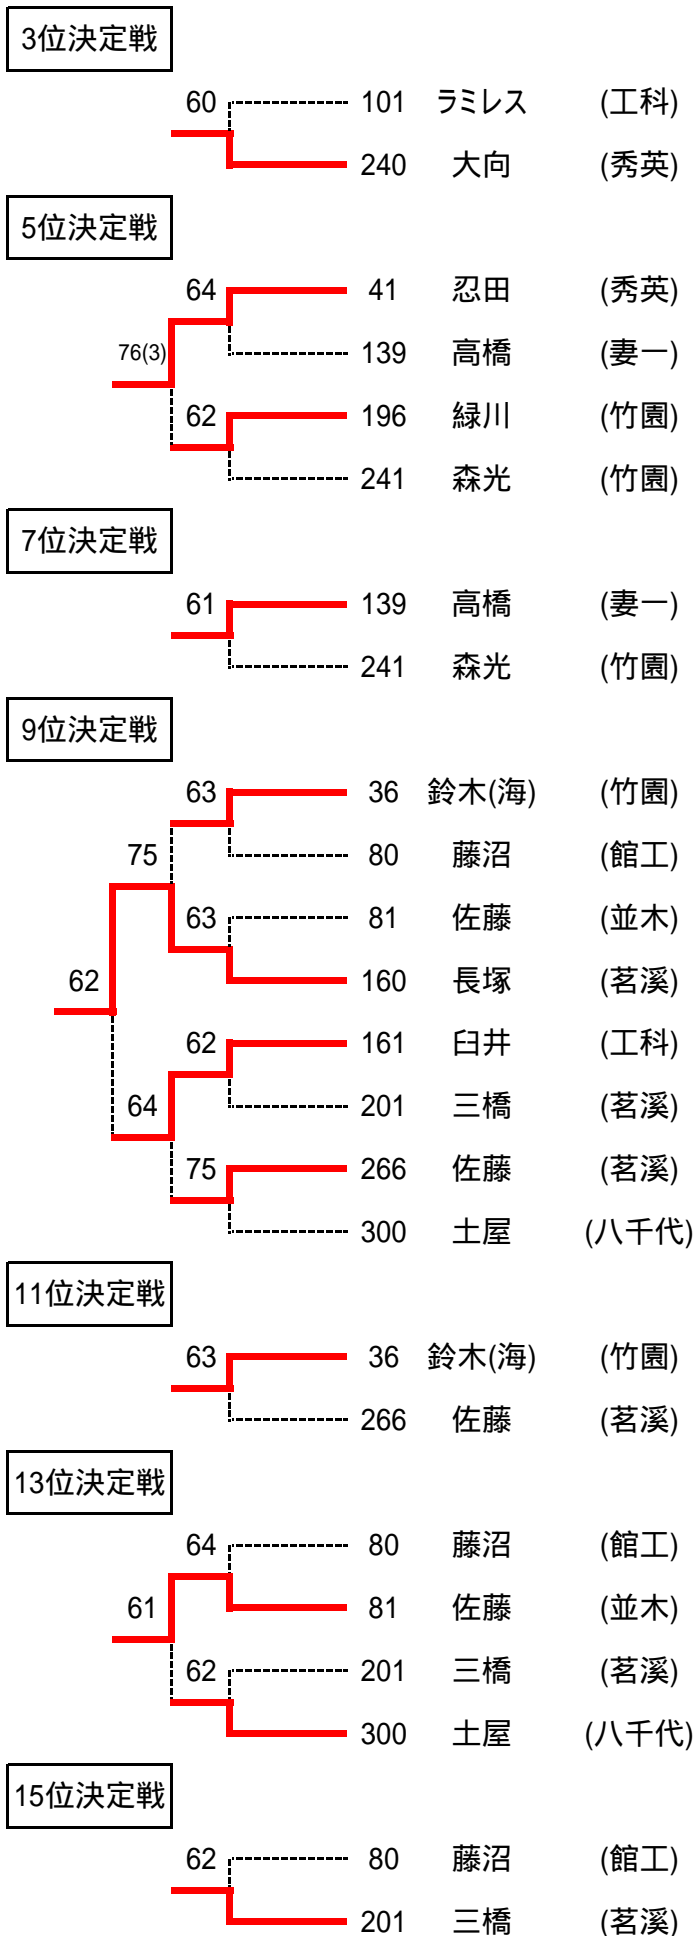 3位決定戦
60
101 ラミレス (工科)
240 大向 (秀英)
5位決定戦
64
41 忍田 (秀英)
76(3)
139 高橋 (妻一)
62
196 緑川 (竹園)
241 森光 (竹園)
7位決定戦
61
139 高橋 (妻一)
241 森光 (竹園)
9位決定戦
63
36 鈴木(海) (竹園)
75
80 藤沼 (館工)
63
81 佐藤 (並木)
62
160 長塚 (茗溪)
62
161 臼井 (工科)
64
201 三橋 (茗溪)
75
266 佐藤 (茗溪)
300 土屋 (八千代)
11位決定戦
63
36 鈴木(海) (竹園)
266 佐藤 (茗溪)
13位決定戦
64
80 藤沼 (館工)
61
81 佐藤 (並木)
62
201 三橋 (茗溪)
300 土屋 (八千代)
15位決定戦
62
80 藤沼 (館工)
201 三橋 (茗溪)